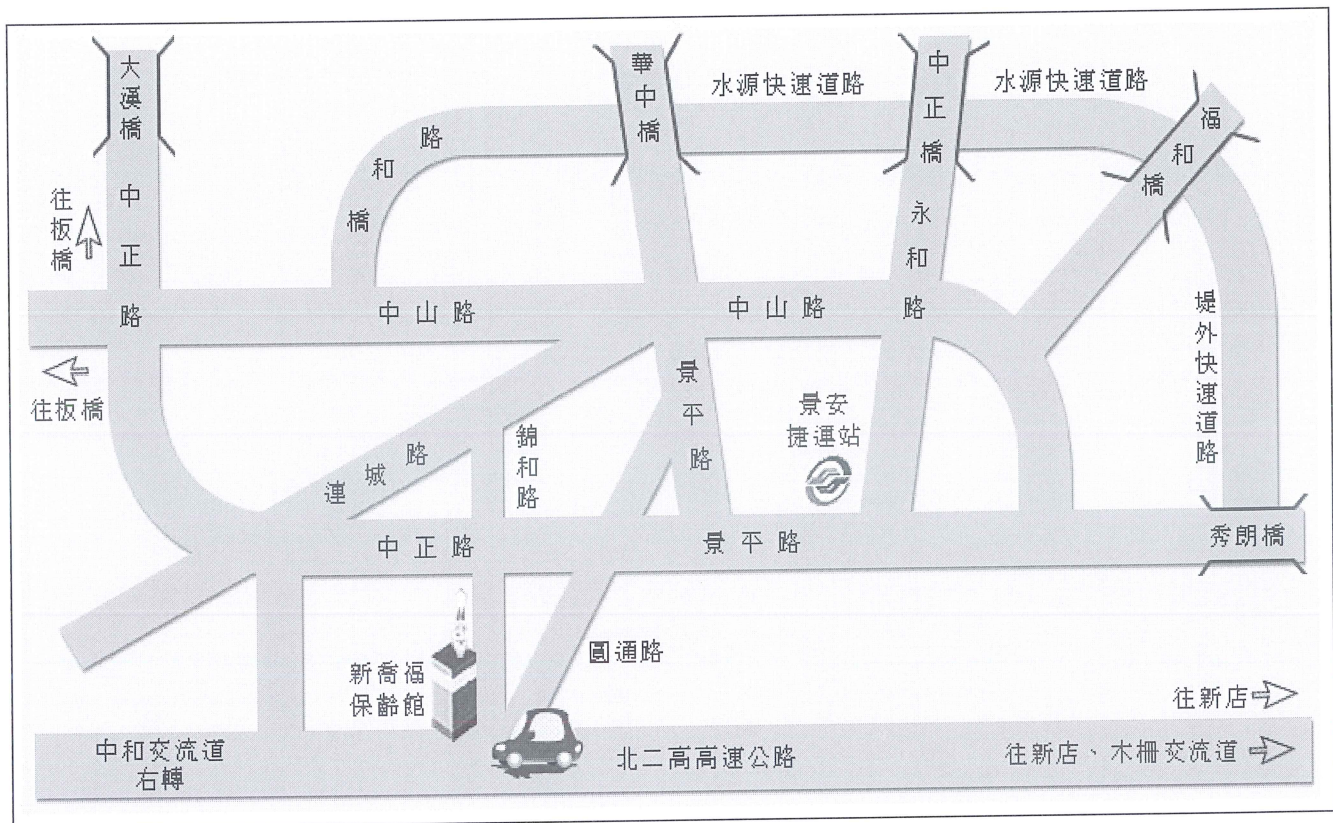 大漢橋
華中橋
中正橋
水源快速道路
水源快速道路
福和橋
橋和路
中正路
往板橋
永和路
中山路
中山路
堤外快速道路
往板橋
景平路
景安
捷運站
錦和路
連城路
中正路
景平路
秀朗橋
圓通路
新喬福
保齡館
往新店
中和交流道
右轉
北二高高速公路
往新店、木柵交流道